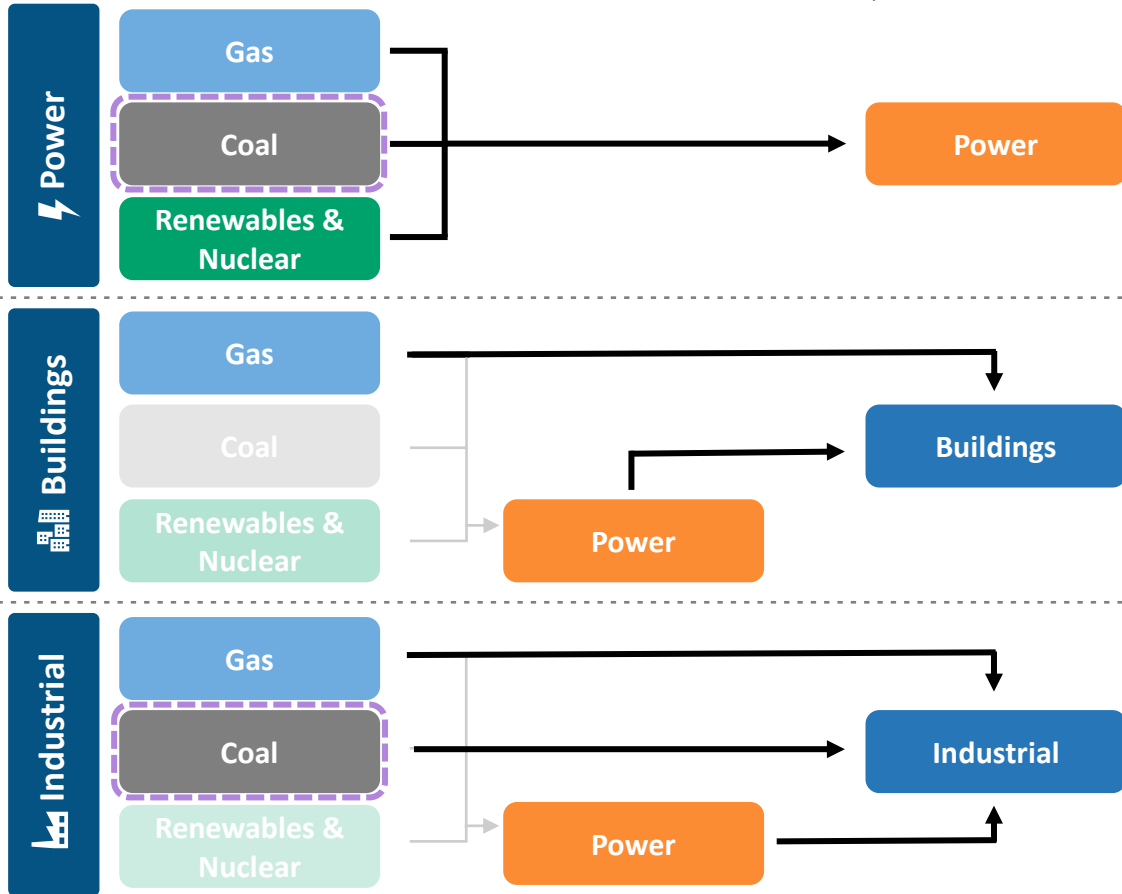 Power
Gas
Coal
Renewables &
Nuclear
Power
Buildings
Gas
Coal
Renewables &
Nuclear
Power
Buildings
Industrial
Gas
Coal
Renewables &
Nuclear
Power
Industrial